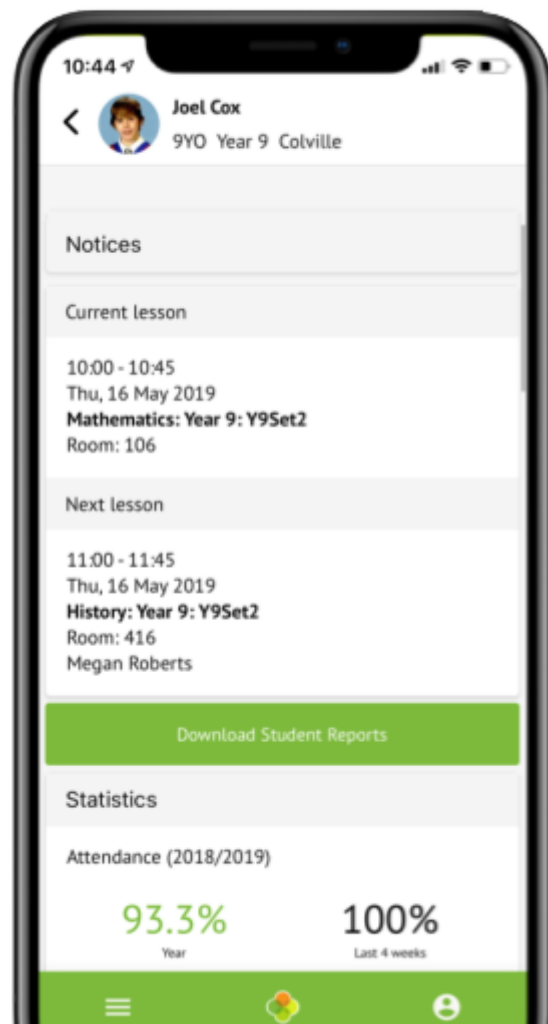 10:44
Joel Cox
9YO Year 9 Colville
Notices
Current lesson
10:00 - 10:45
Thu, 16 May 2019
Mathematics: Year 9: Y9Set2
Room: 106
Next lesson
11:00 - 11:45
Thu, 16 May 2019
History: Year 9: Y9Set2
Room: 416
Megan Roberts
Download Student Reports
Statistics
Attendance (2018/2019)
93.3% 100%
Year Last 4 weeks